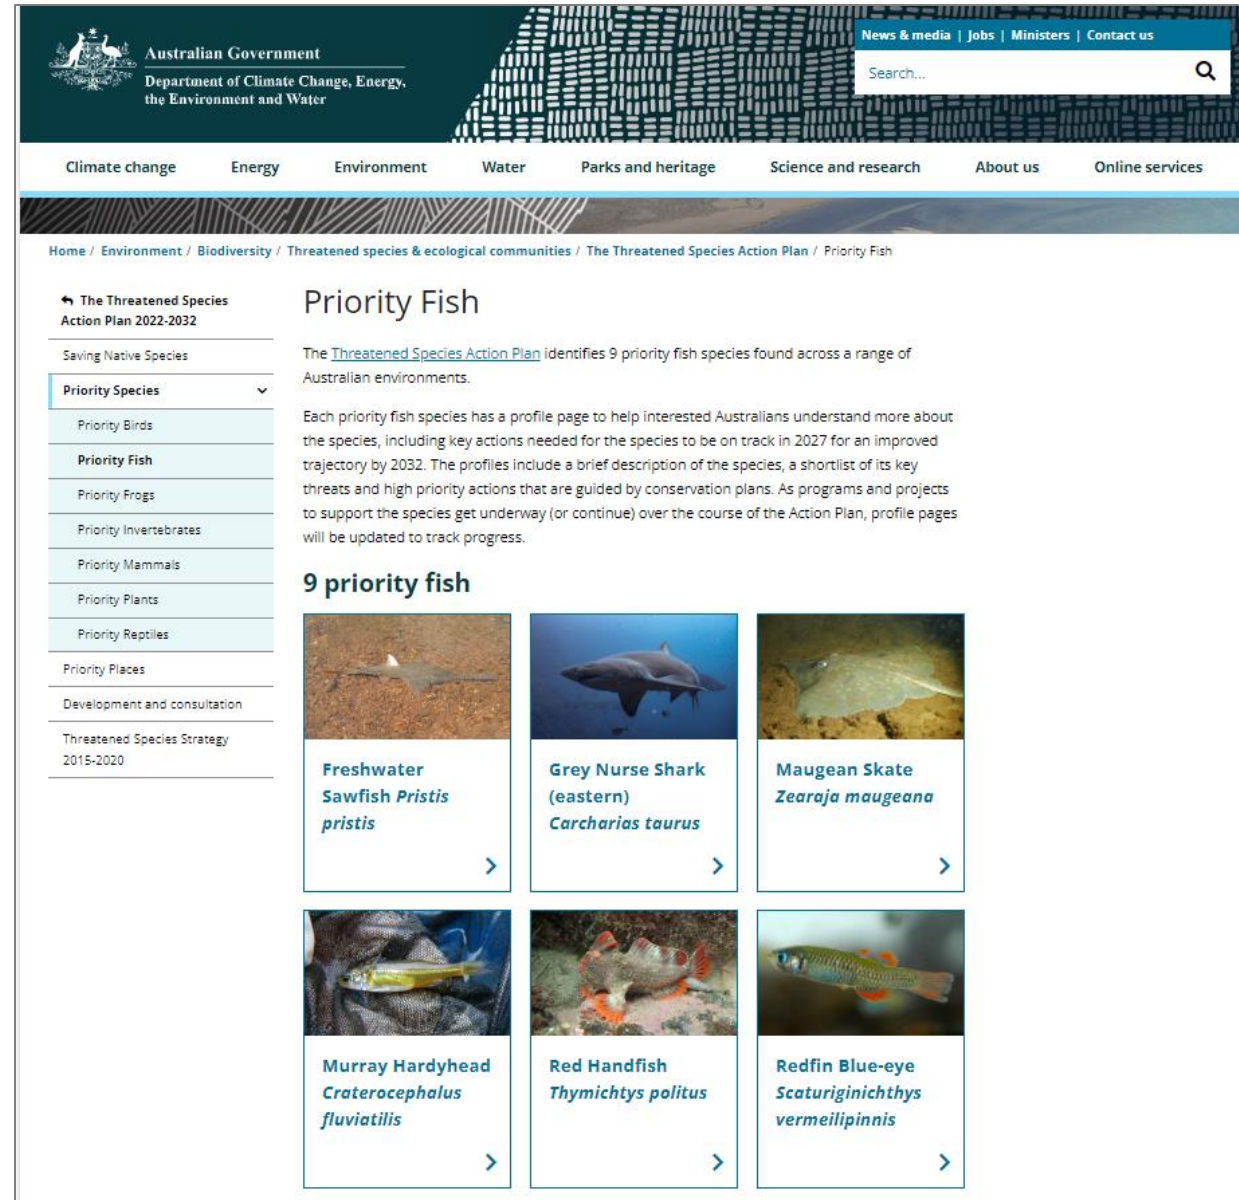 Australian Government
Department of Climate Change, Energy,
the Environment and Water
News & media | Jobs | Ministers | Contact us
Search...
Climate change Energy Environment Water Parks and heritage Science and research About us Online services
Home / Environment / Biodiversity / Threatened species & ecological communities / The Threatened Species Action Plan / Priority Fish
The Threatened Species
Action Plan 2022-2032
Saving Native Species
Priority Species
Priority Birds
Priority Fish
Priority Frogs
Priority Invertebrates
Priority Mammals
Priority Plants
Priority Reptiles
Priority Places
Development and consultation
Threatened Species Strategy
2015-2020
Priority Fish
The Threatened Species Action Plan identifies 9 priority fish species found across a range of
Australian environments.
Each priority fish species has a profile page to help interested Australians understand more about
the species, including key actions needed for the species to be on track in 2027 for an improved
trajectory by 2032. The profiles include a brief description of the species, a shortlist of its key
threats and high priority actions that are guided by conservation plans. As programs and projects
to support the species get underway (or continue) over the course of the Action Plan, profile pages
will be updated to track progress.
9 priority fish
Freshwater
Sawfish Pristis
pristis
Grey Nurse Shark
(eastern)
Carcharias taurus
Maugean Skate
Zearaja maugeana
Murray Hardyhead
Craterocephalus
fluviatilis
Red Handfish
Thymichtys politus
Redfin Blue-eye
Scaturiginichthys
vermeilipinnis